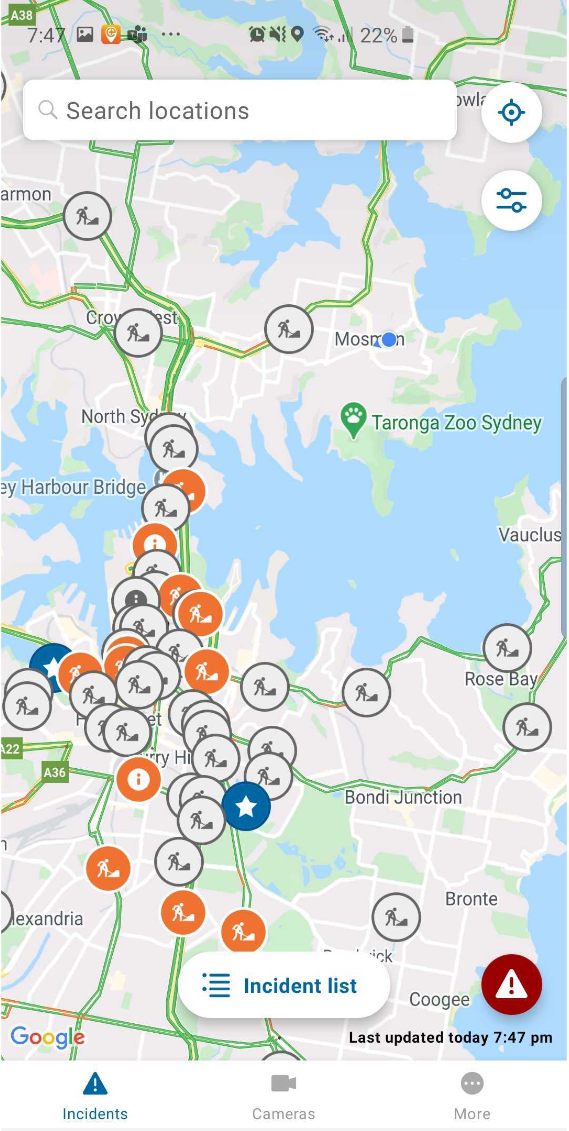 A38
7:47
22%
Search locations
armon
Mosman
North Sydney
Taronga Zoo Sydney
ey Harbour Bridge
Vauclus
Rose Bay
A22
A36
Bondi Junction
lexandria
Bronte
Coogee
Incident list
Google
Last updated today 7:47 pm
Incidents
Cameras
More